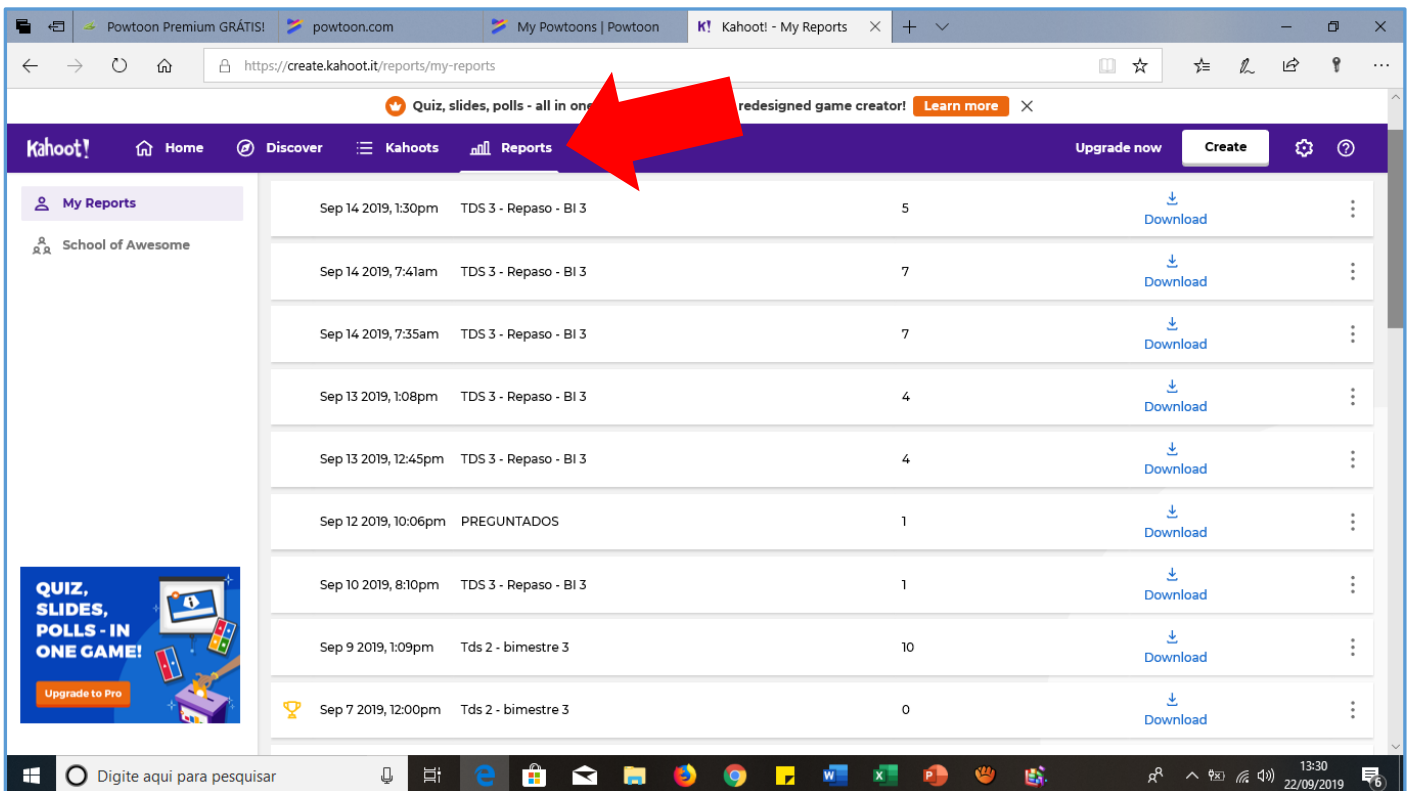 Powtoon Premium GRÁTIS! powtoon.com My Powtoons | Powtoon K! Kahoot! - My Reports
https://create.kahoot.it/reports/my-reports
Quiz, slides, polls - all in one redesigned game creator! Learn more
Kahoot! Home Discover Kahoots Reports Upgrade now Create
My Reports
School of Awesome
Sep 14 2019, 1:30pm TDS 3 - Repaso - BI 3 5 Download
Sep 14 2019, 7:41am TDS 3 - Repaso - BI 3 7 Download
Sep 14 2019, 7:35am TDS 3 - Repaso - BI 3 7 Download
Sep 13 2019, 1:08pm TDS 3 - Repaso - BI 3 4 Download
Sep 13 2019, 12:45pm TDS 3 - Repaso - BI 3 4 Download
Sep 12 2019, 10:06pm PREGUNTADOS 1 Download
Sep 10 2019, 8:10pm TDS 3 - Repaso - BI 3 1 Download
Sep 9 2019, 1:09pm Tds 2 - bimestre 3 10 Download
Sep 7 2019, 12:00pm Tds 2 - bimestre 3 0 Download
QUIZ,
SLIDES,
POLLS - IN
ONE GAME!
Upgrade to Pro
Digite aqui para pesquisar
13:30
22/09/2019
6